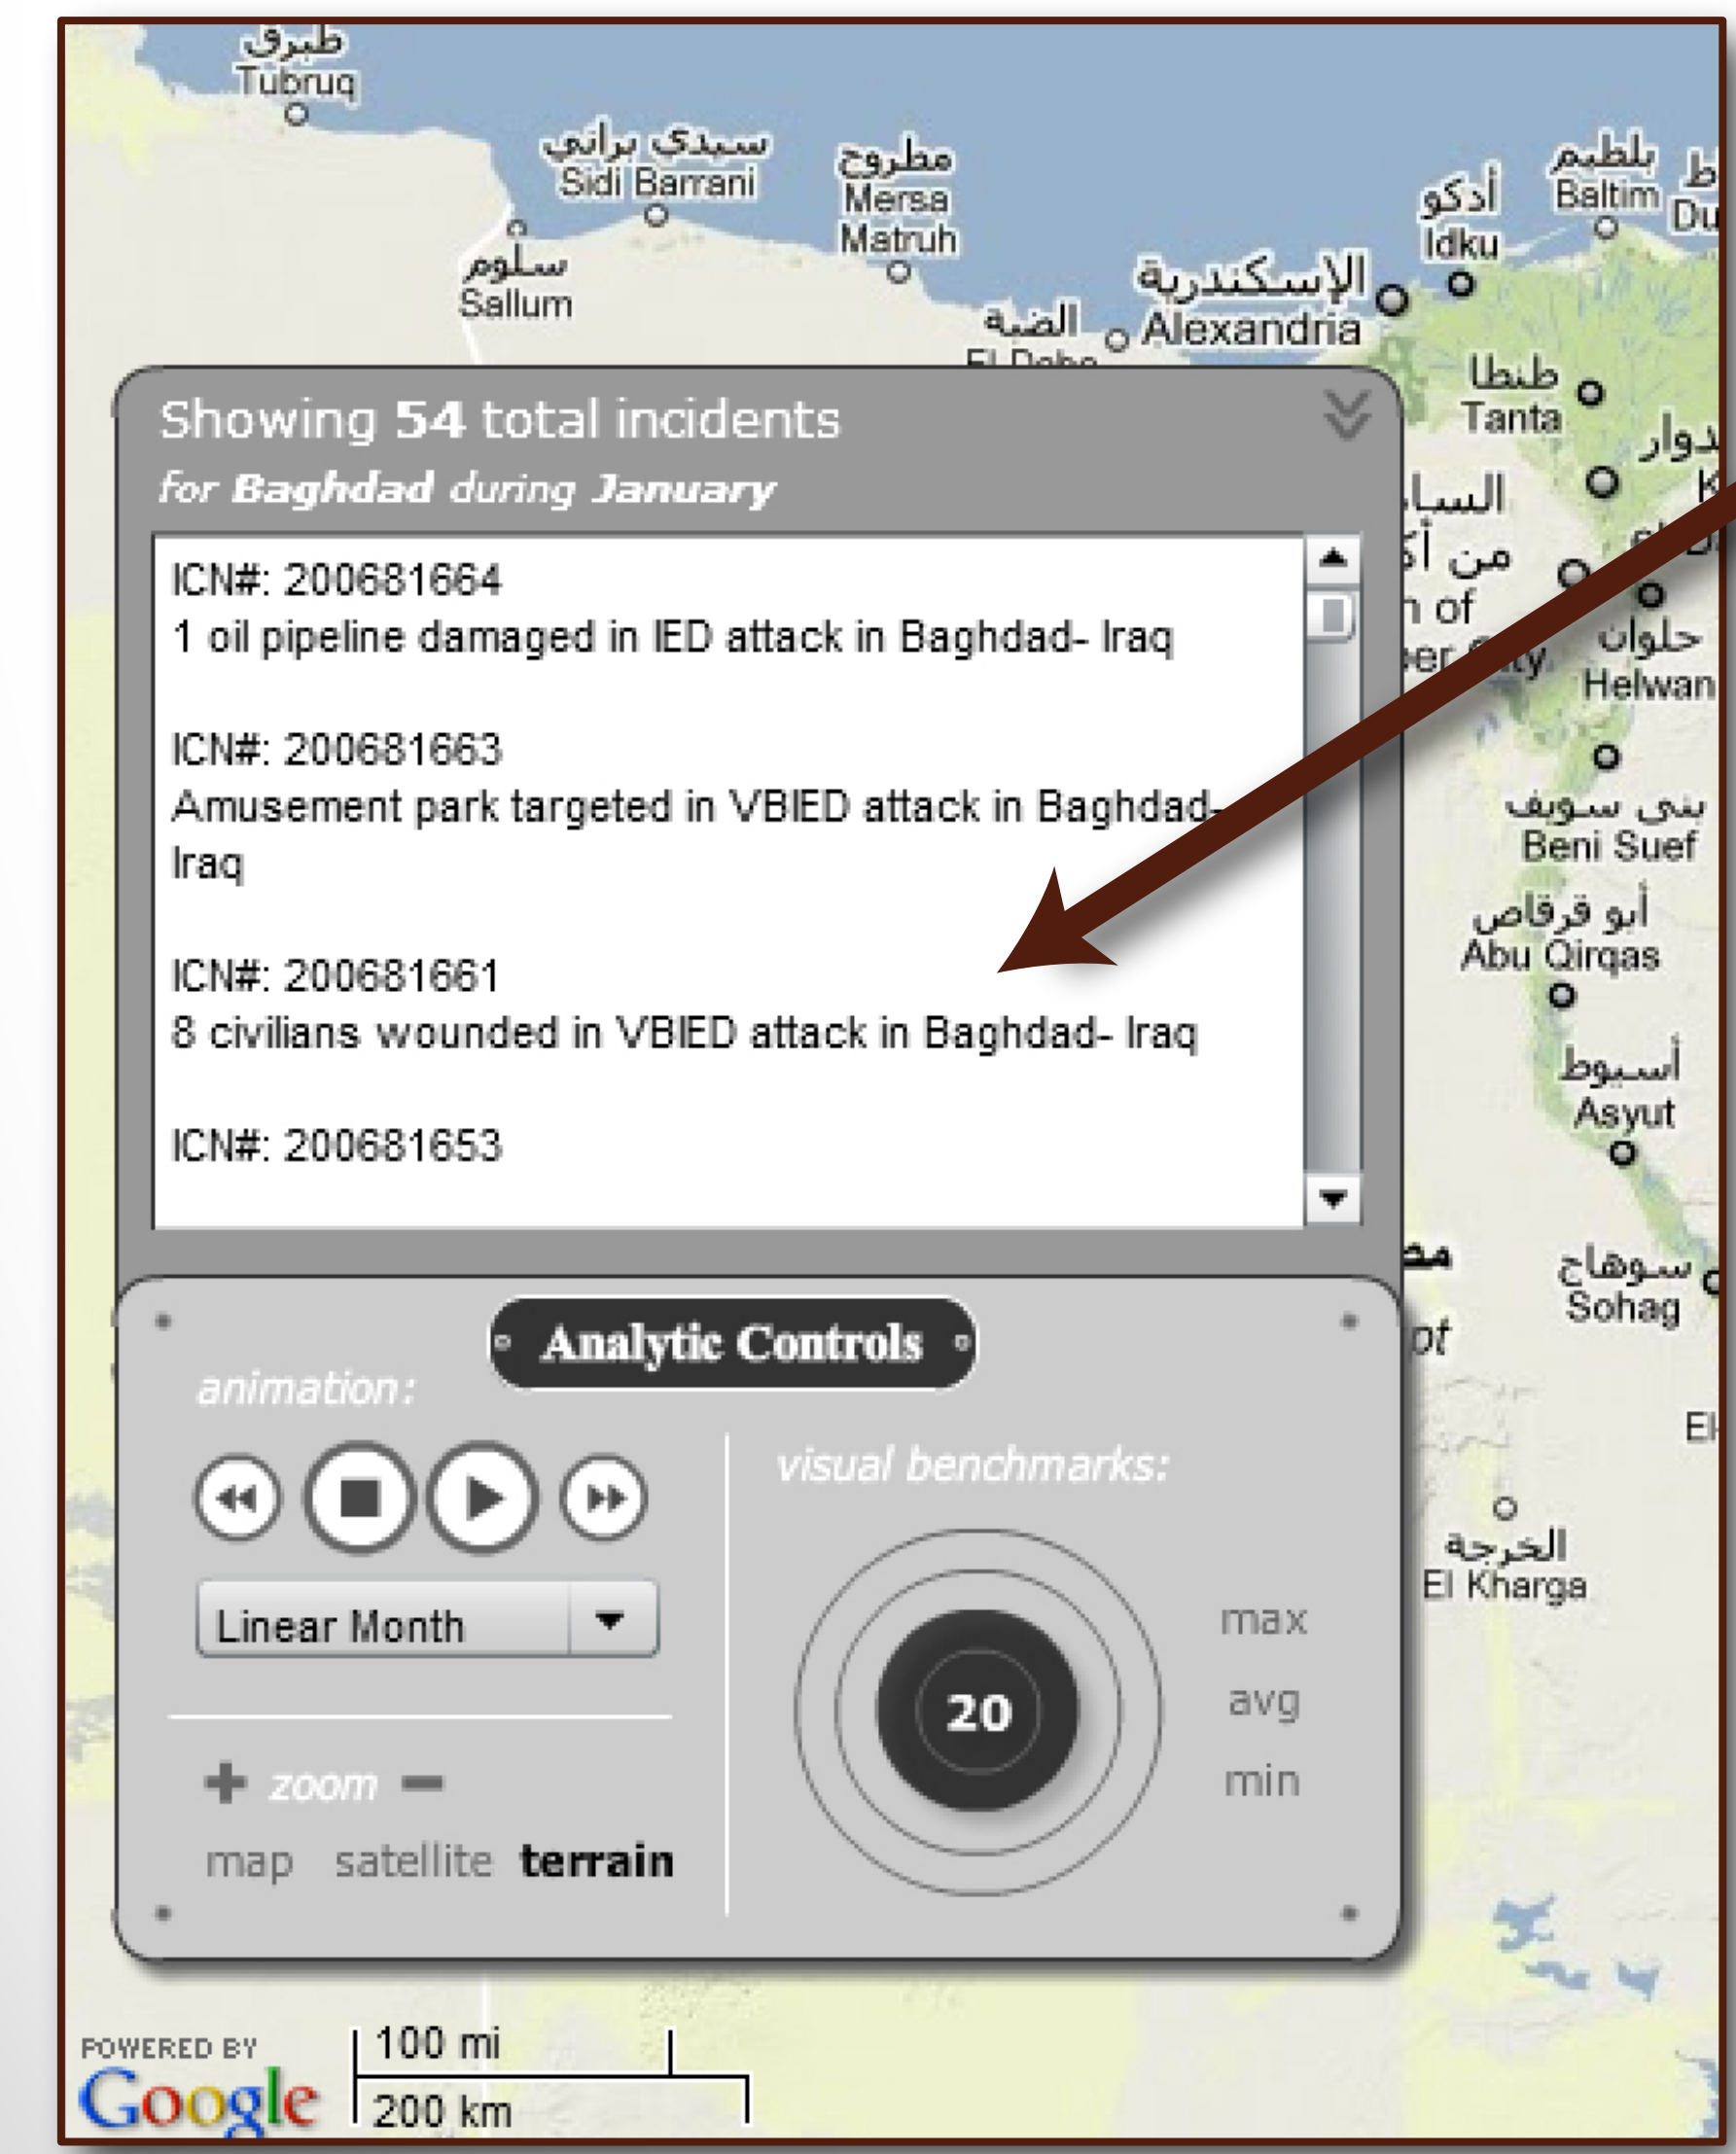 طبرق
Tubruq
سيدي براني
Sidi Barrani
مطروح
Mersa
Matruh
سلوم
Sallum
بلطيم
Baltim
أدكو
Idku
الإسكندرية
Alexandria
الضبة
طنطا
Tanta
Showing 54 total incidents
for Baghdad during January
ICN#: 200681664
1 oil pipeline damaged in IED attack in Baghdad- Iraq
ICN#: 200681663
Amusement park targeted in VBIED attack in Baghdad-
Iraq
ICN#: 200681661
8 civilians wounded in VBIED attack in Baghdad- Iraq
ICN#: 200681653
من
of
حلوان
Helwan
بني سويف
Beni Suef
أبو قرقاص
Abu Qirqas
أسيوط
Asyut
سوهاج
Sohag
الخرجة
El Kharga
Analytic Controls
animation:
visual benchmarks:
Linear Month
20
max
avg
min
+ zoom −
map satellite terrain
POWERED BY
Google
100 mi
200 km